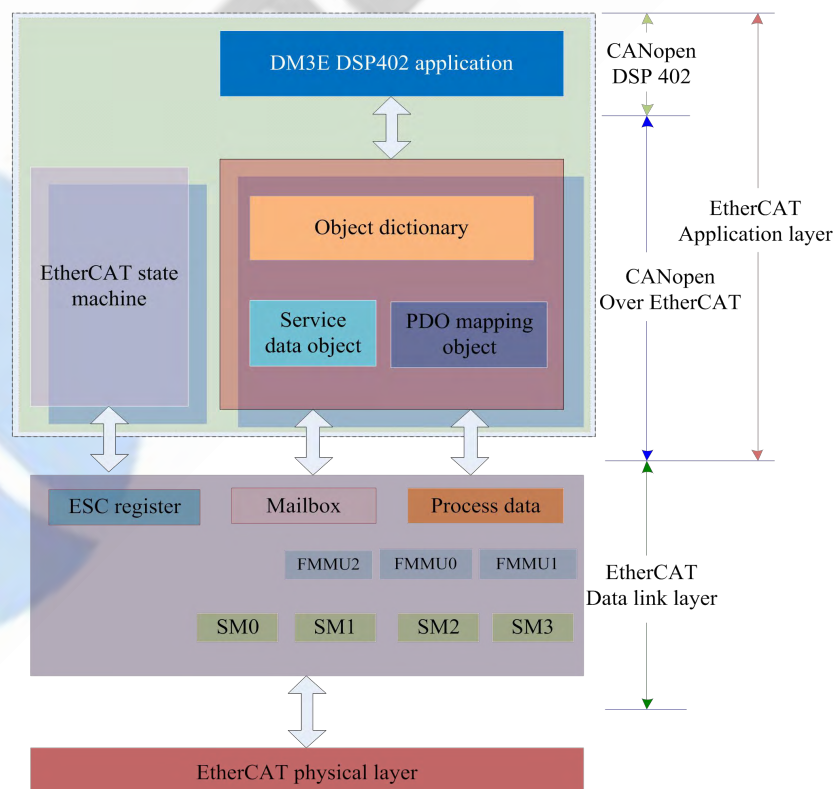 DM3E DSP402 application
CANopen
DSP 402
Object dictionary
EtherCAT
Application layer
EtherCAT state
machine
CANopen
Over EtherCAT
Service
data object
PDO mapping
object
ESC register
Mailbox
Process data
FMMU2
FMMU0
FMMU1
EtherCAT
Data link layer
SM0
SM1
SM2
SM3
EtherCAT physical layer